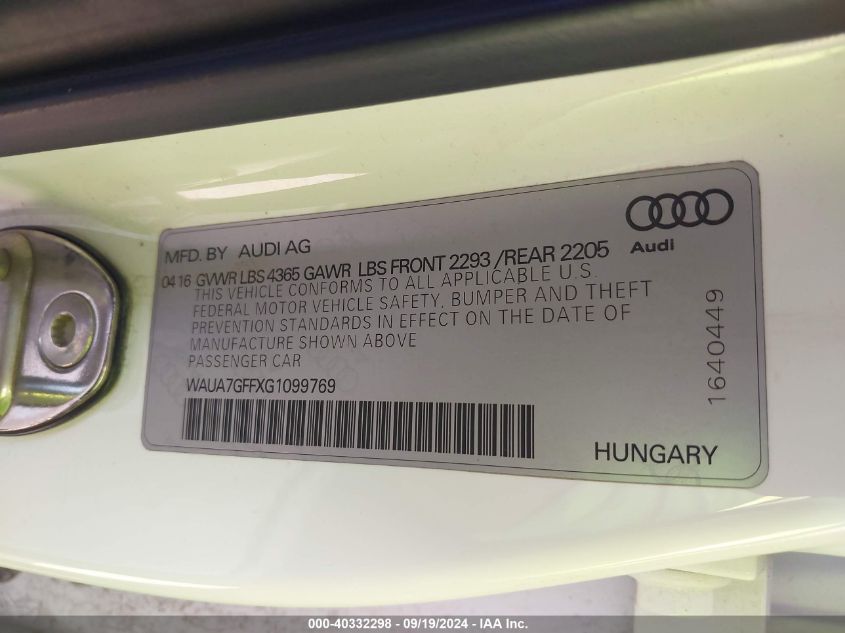 MFD. BY AUDI AG
Audi
04 16 GVWR LBS 4365 GAWR LBS FRONT 2293 /REAR 2205
THIS VEHICLE CONFORMS TO ALL APPLICABLE U.S.
FEDERAL MOTOR VEHICLE SAFETY, BUMPER AND THEFT
PREVENTION STANDARDS IN EFFECT ON THE DATE OF
MANUFACTURE SHOWN ABOVE
PASSENGER CAR
WAUA7GFFXG1099769
1640449
HUNGARY
000-40332298 - 09/19/2024 - IAA Inc.